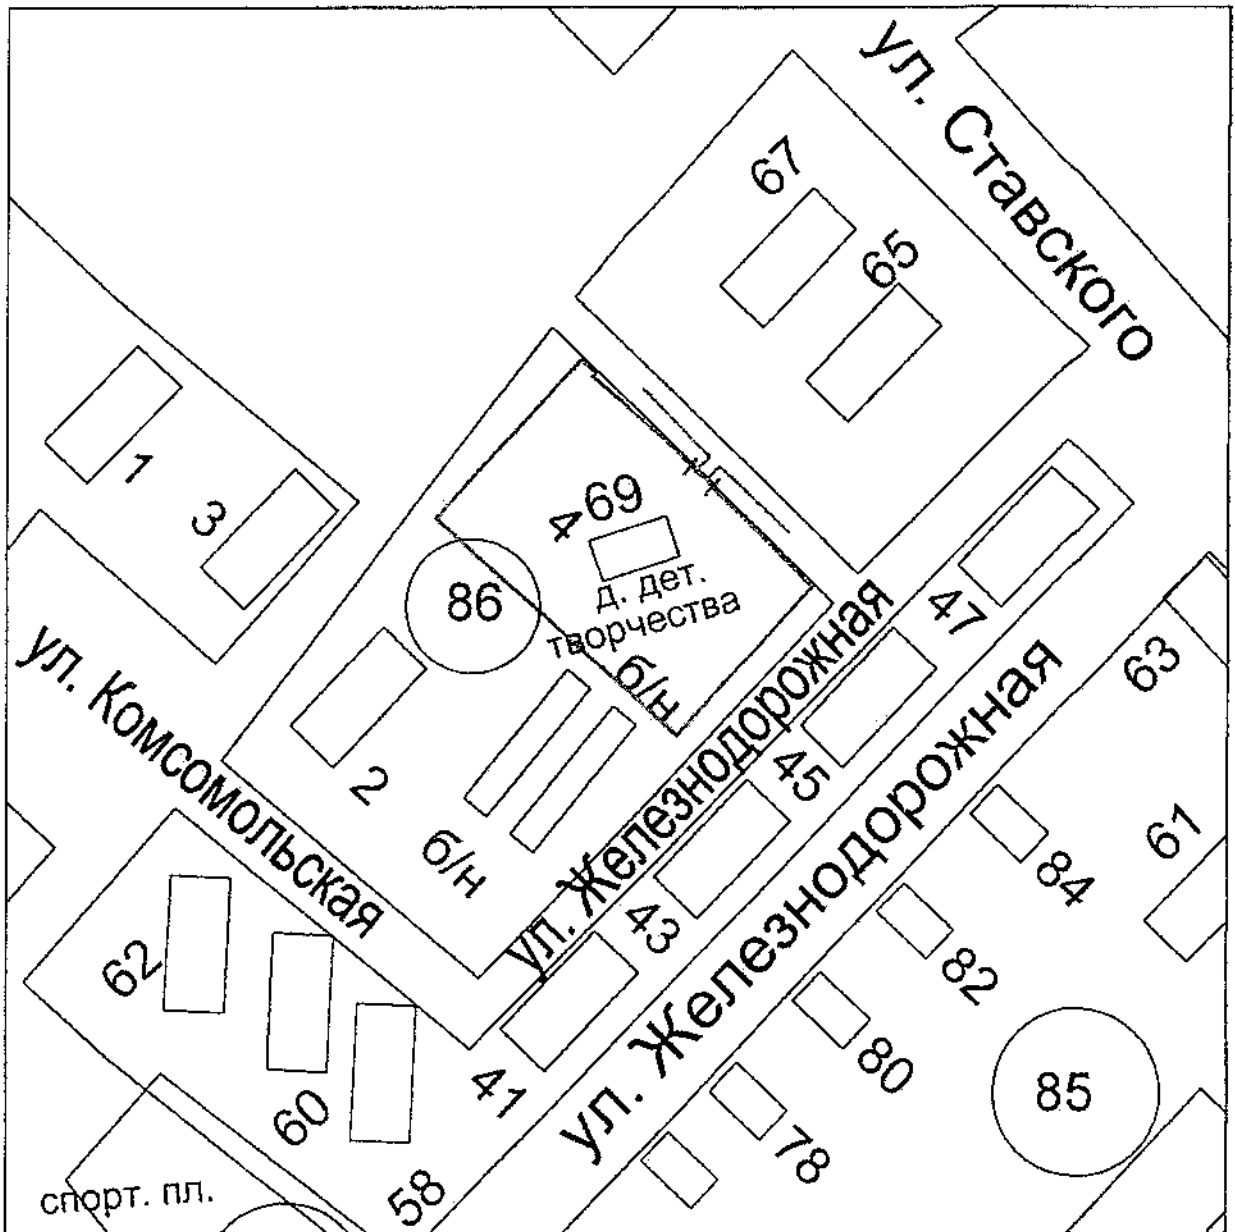 ул. Ставского
67
65
1
3
4
69
д. дет.
творчества
86
б/н
47
63
ул. Комсомольская
2
б/н
ул. Железнодорожная
45
ул. Железнодорожная
61
84
43
82
62
80
41
85
60
78
58
спорт. пл.